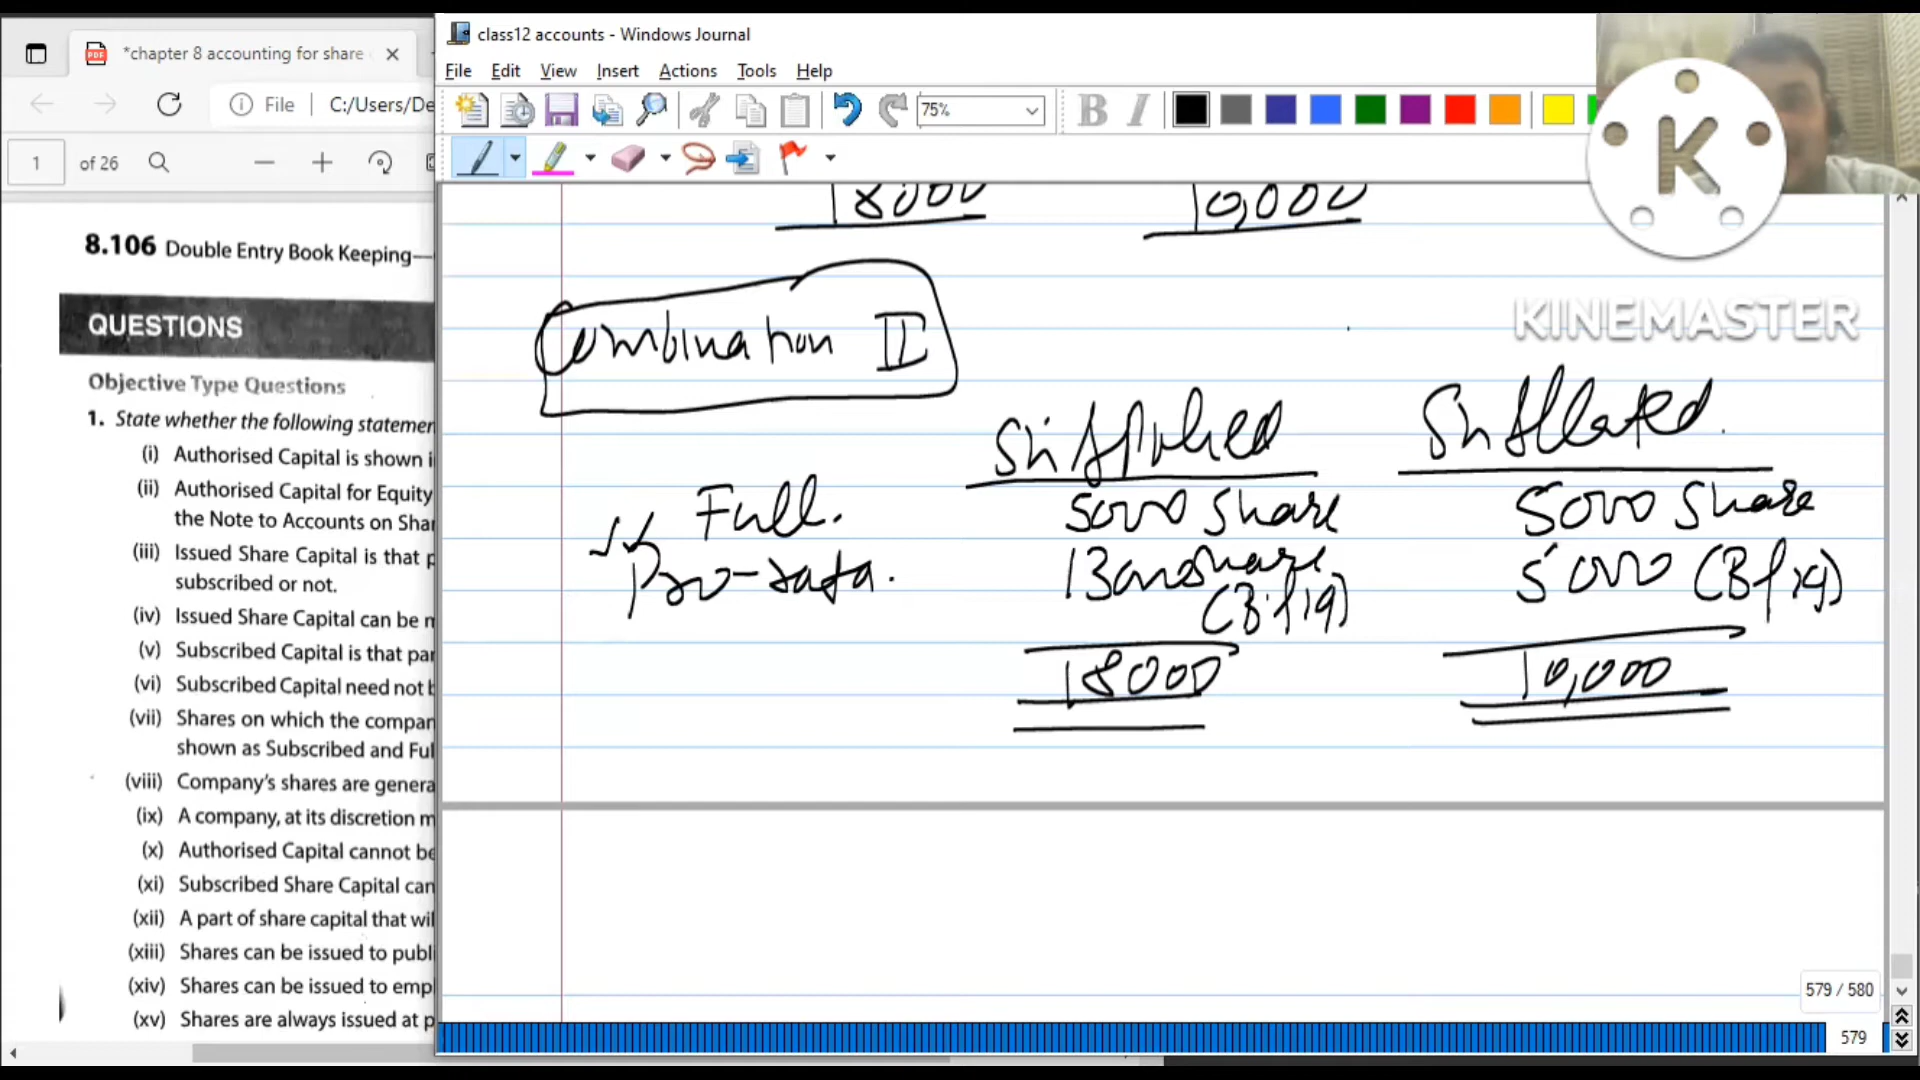 *chapter 8 accounting for share
File
C:/Users/De
1 of 26
8.106 Double Entry Book Keeping—
QUESTIONS
Objective Type Questions
1. State whether the following statemen
(i) Authorised Capital is shown i
(ii) Authorised Capital for Equity
the Note to Accounts on Shar
(iii) Issued Share Capital is that p
subscribed or not.
(iv) Issued Share Capital can be m
(v) Subscribed Capital is that par
(vi) Subscribed Capital need not b
(vii) Shares on which the compan
shown as Subscribed and Ful
(viii) Company's shares are genera
(ix) A company, at its discretion m
(x) Authorised Capital cannot be
(xi) Subscribed Share Capital can
(xii) A part of share capital that wil
(xiii) Shares can be issued to publi
(xiv) Shares can be issued to empl
(xv) Shares are always issued at p
class12 accounts - Windows Journal
File Edit View Insert Actions Tools Help
75%
B I
K
KINEMASTER
18000 10,000
Combination II
Sh Applied Sh Alloted
Full. 5000 Share 5000 Share
Pro-rata. 13000 share (B.fig) 5000 (B fig)
18000 10,000
579 / 580
579